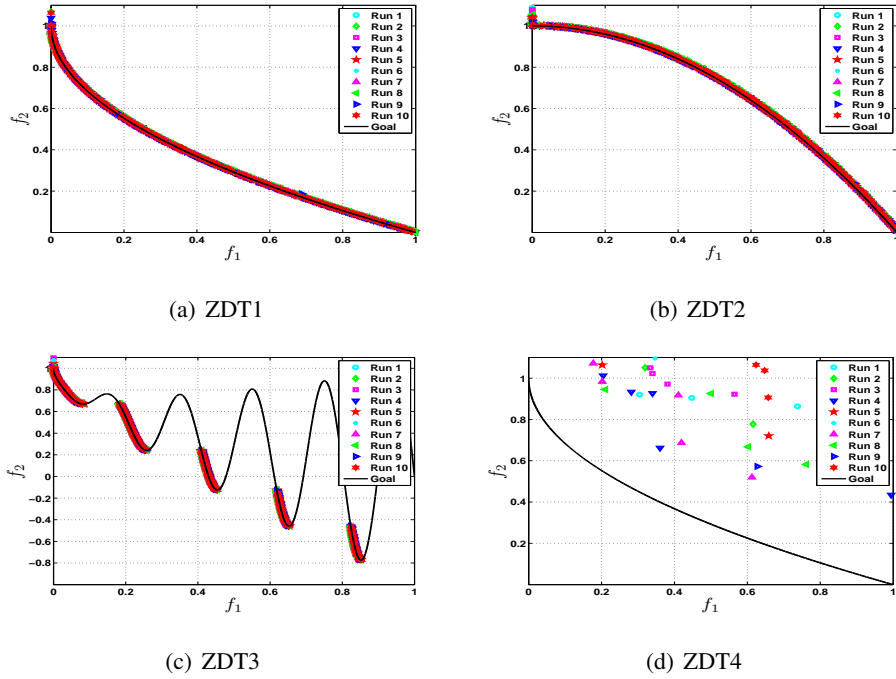 1
0.8
0.6
0.4
0.2
f2
0.2 0.4 0.6 0.8 1
f1
Run 1
Run 2
Run 3
Run 4
Run 5
Run 6
Run 7
Run 8
Run 9
Run 10
Goal
(a) ZDT1
1
0.8
0.6
0.4
0.2
f2
0 0.2 0.4 0.6 0.8 1
f1
Run 1
Run 2
Run 3
Run 4
Run 5
Run 6
Run 7
Run 8
Run 9
Run 10
Goal
(b) ZDT2
1
0.8
0.6
0.4
0.2
0
−0.2
−0.4
−0.6
−0.8
f2
0 0.2 0.4 0.6 0.8 1
f1
Run 1
Run 2
Run 3
Run 4
Run 5
Run 6
Run 7
Run 8
Run 9
Run 10
Goal
(c) ZDT3
1
0.8
0.6
0.4
0.2
f2
0 0.2 0.4 0.6 0.8 1
f1
Run 1
Run 2
Run 3
Run 4
Run 5
Run 6
Run 7
Run 8
Run 9
Run 10
Goal
(d) ZDT4